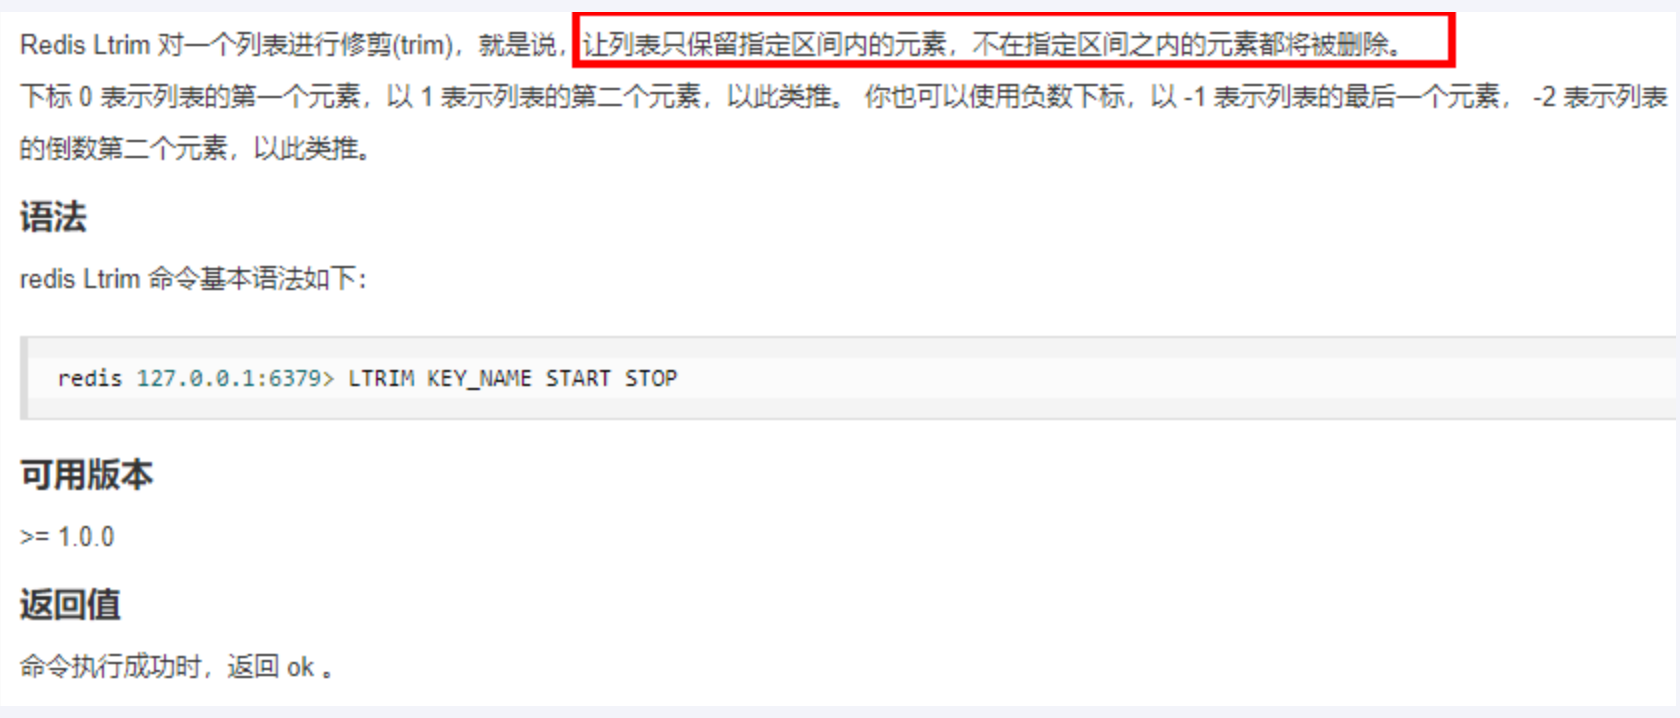 Redis Ltrim 对一个列表进行修剪(trim)，就是说，让列表只保留指定区间内的元素，不在指定区间之内的元素都将被删除。
下标 0 表示列表的第一个元素，以 1 表示列表的第二个元素，以此类推。 你也可以使用负数下标，以 -1 表示列表的最后一个元素， -2 表示列表
的倒数第二个元素，以此类推。
语法
redis Ltrim 命令基本语法如下：
redis 127.0.0.1:6379> LTRIM KEY_NAME START STOP
可用版本
>= 1.0.0
返回值
命令执行成功时，返回 ok 。